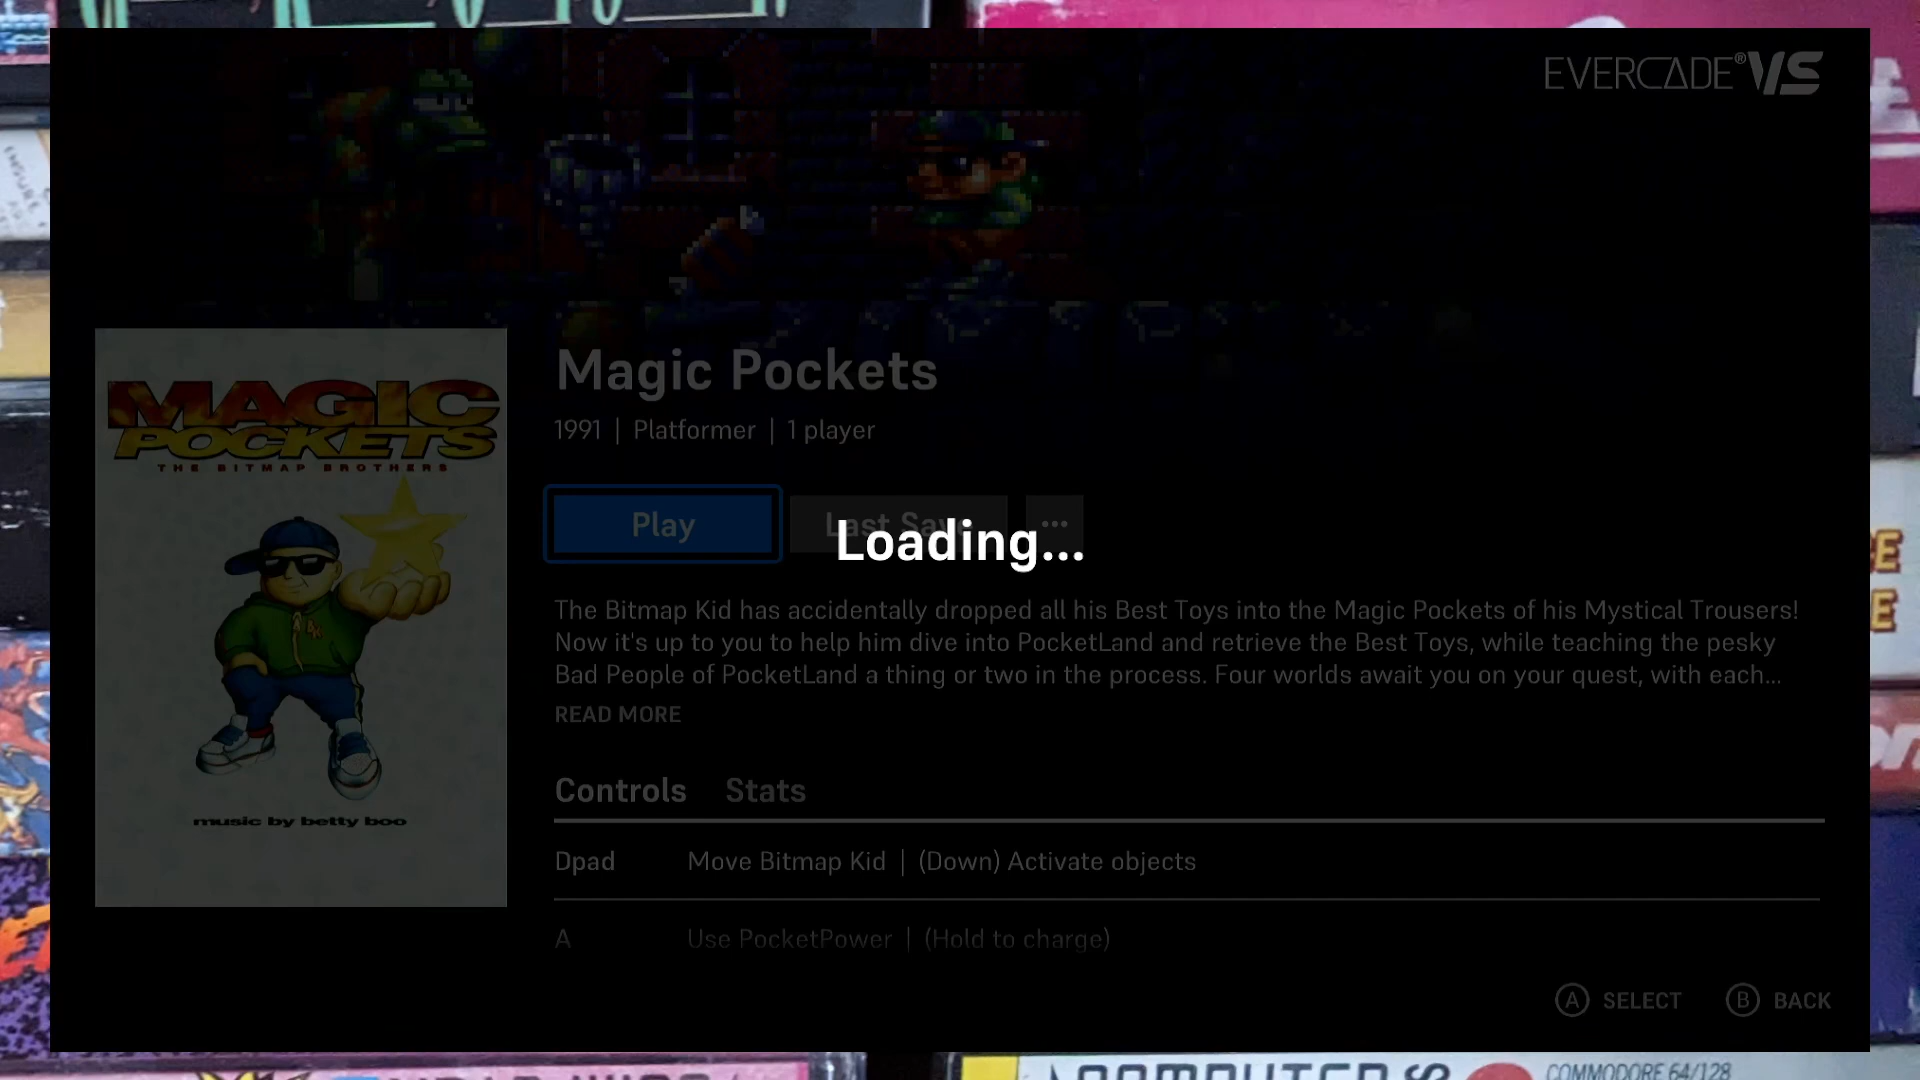 EVERCADE® VS
MAGIC
POCKETS
THE BITMAP BROTHERS
music by betty boo
Magic Pockets
1991 | Platformer | 1 player
Play
Last Save
...
Loading...
The Bitmap Kid has accidentally dropped all his Best Toys into the Magic Pockets of his Mystical Trousers!
Now it's up to you to help him dive into PocketLand and retrieve the Best Toys, while teaching the pesky
Bad People of PocketLand a thing or two in the process. Four worlds await you on your quest, with each...
READ MORE
Controls Stats
Dpad Move Bitmap Kid | (Down) Activate objects
A Use PocketPower | (Hold to charge)
A SELECT B BACK
COMMODORE 64/128